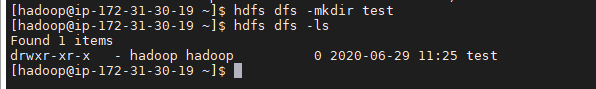 [hadoop@ip-172-31-30-19 ~]$ hdfs dfs -mkdir test
[hadoop@ip-172-31-30-19 ~]$ hdfs dfs -ls
Found 1 items
drwxr-xr-x   - hadoop hadoop          0 2020-06-29 11:25 test
[hadoop@ip-172-31-30-19 ~]$